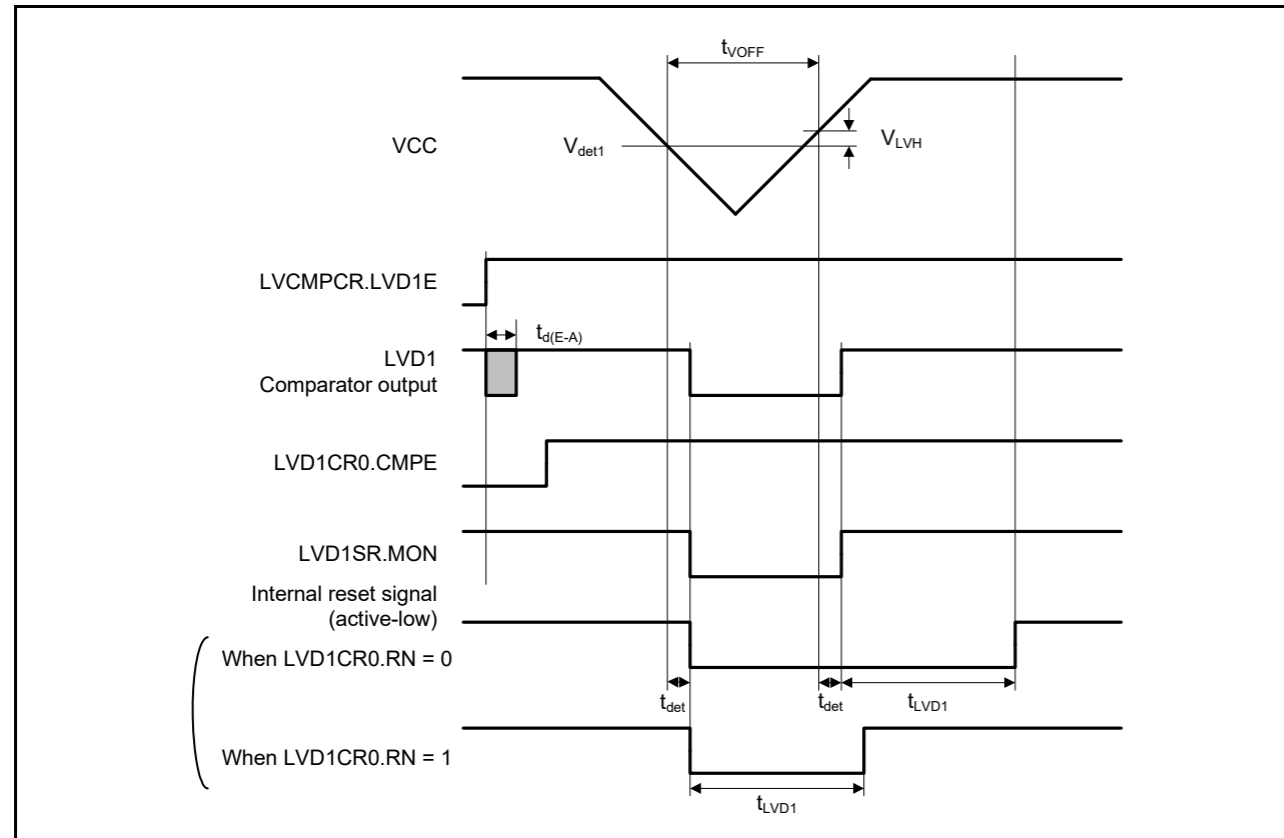 tVOFF
VCC
Vdet1
VLVH
LVCMPCR.LVD1E
td(E-A)
LVD1
Comparator output
LVD1CR0.CMPE
LVD1SR.MON
Internal reset signal
(active-low)
When LVD1CR0.RN = 0
tdet
tdet
tLVD1
When LVD1CR0.RN = 1
tLVD1